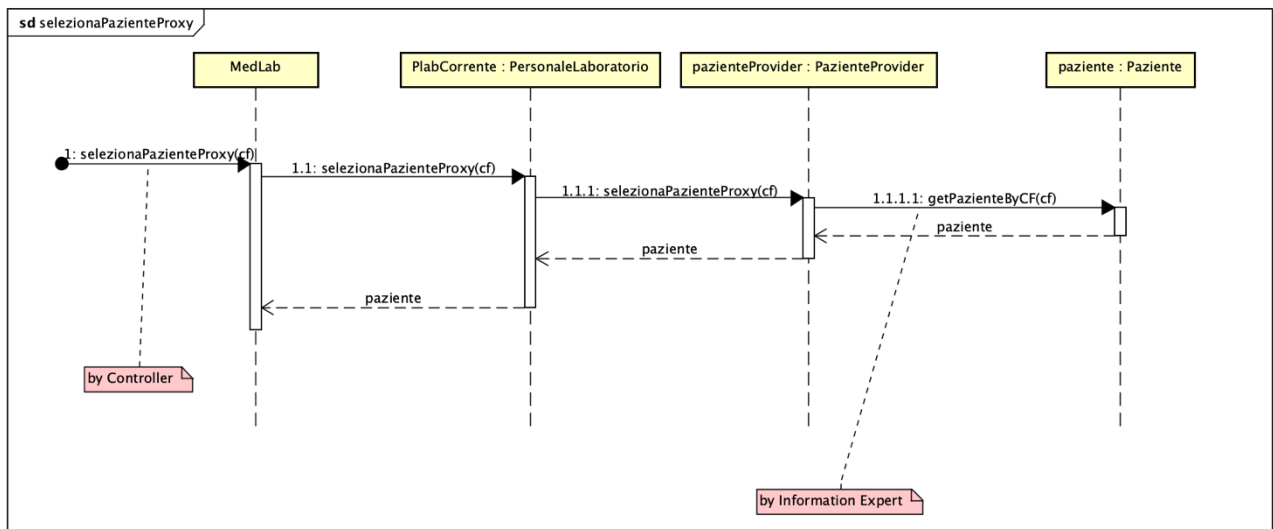 sd selezionaPazienteProxy
MedLab
PlabCorrente : PersonaleLaboratorio
pazienteProvider : PazienteProvider
paziente : Paziente
1: selezionaPazienteProxy(cf)
1.1: selezionaPazienteProxy(cf)
1.1.1: selezionaPazienteProxy(cf)
1.1.1.1: getPazienteByCF(cf)
paziente
paziente
paziente
by Controller
by Information Expert